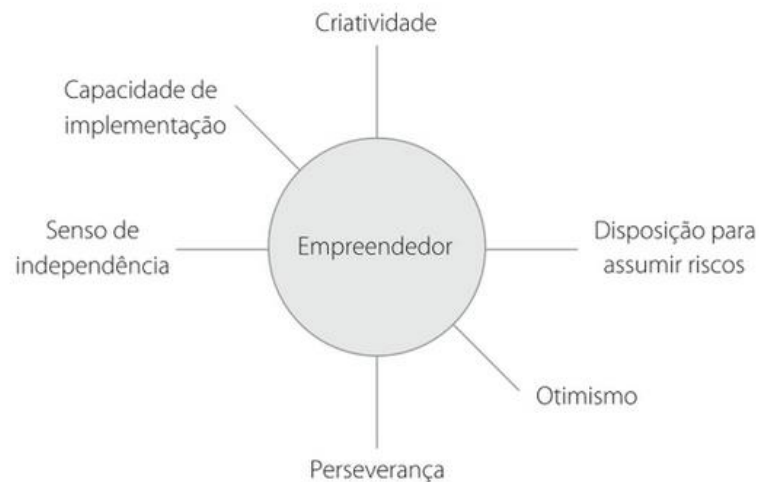 Criatividade
Capacidade de
implementação
Senso de
independência
Empreendedor
Disposição para
assumir riscos
Otimismo
Perseverança